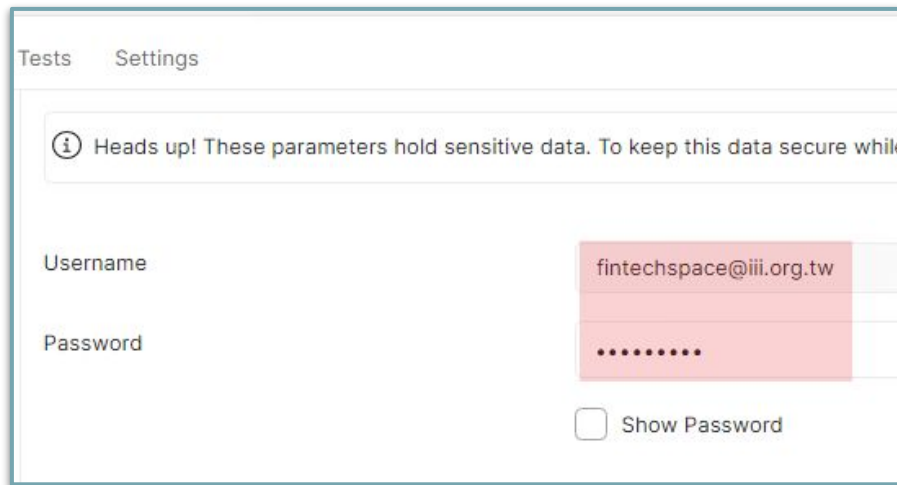 Tests Settings
Heads up! These parameters hold sensitive data. To keep this data secure while
Username fintechspace@iii.org.tw
Password •••••••••
Show Password